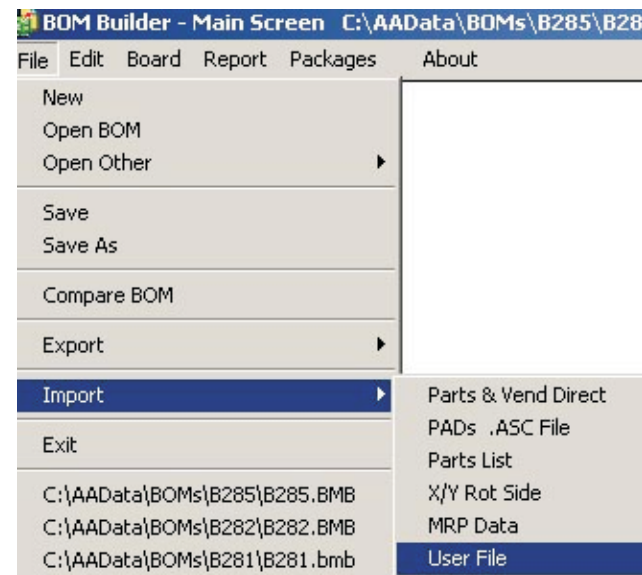 BOM Builder - Main Screen C:\AAData\BOMs\B285\B28
File Edit Board Report Packages About
New
Open BOM
Open Other
Save
Save As
Compare BOM
Export
Import
Exit
C:\AAData\BOMs\B285\B285.BMB
C:\AAData\BOMs\B282\B282.BMB
C:\AAData\BOMs\B281\B281.bmb
Parts & Vend Direct
PADs .ASC File
Parts List
X/Y Rot Side
MRP Data
User File